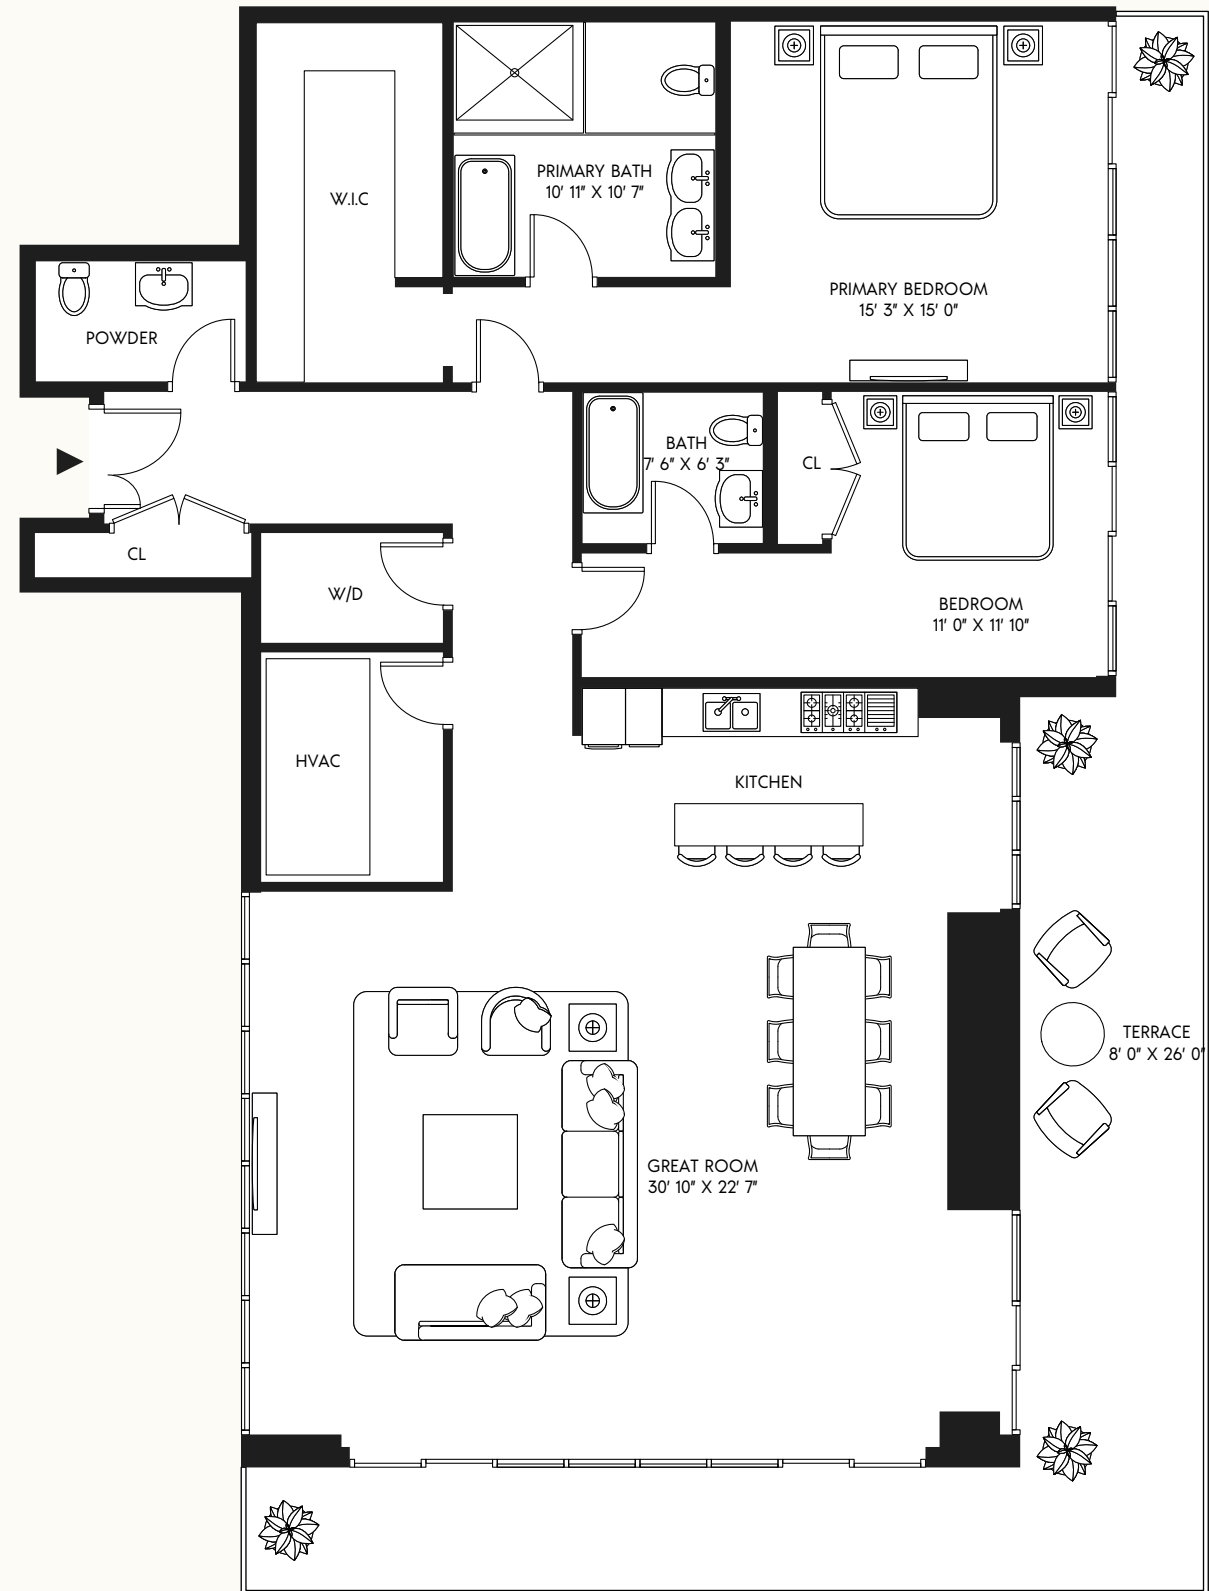 W.I.C
PRIMARY BATH
10' 11" X 10' 7"
PRIMARY BEDROOM
15' 3" X 15' 0"
POWDER
BATH
7' 6" X 6' 3"
CL
CL
W/D
BEDROOM
11' 0" X 11' 10"
HVAC
KITCHEN
TERRACE
8' 0" X 26' 0"
GREAT ROOM
30' 10" X 22' 7"